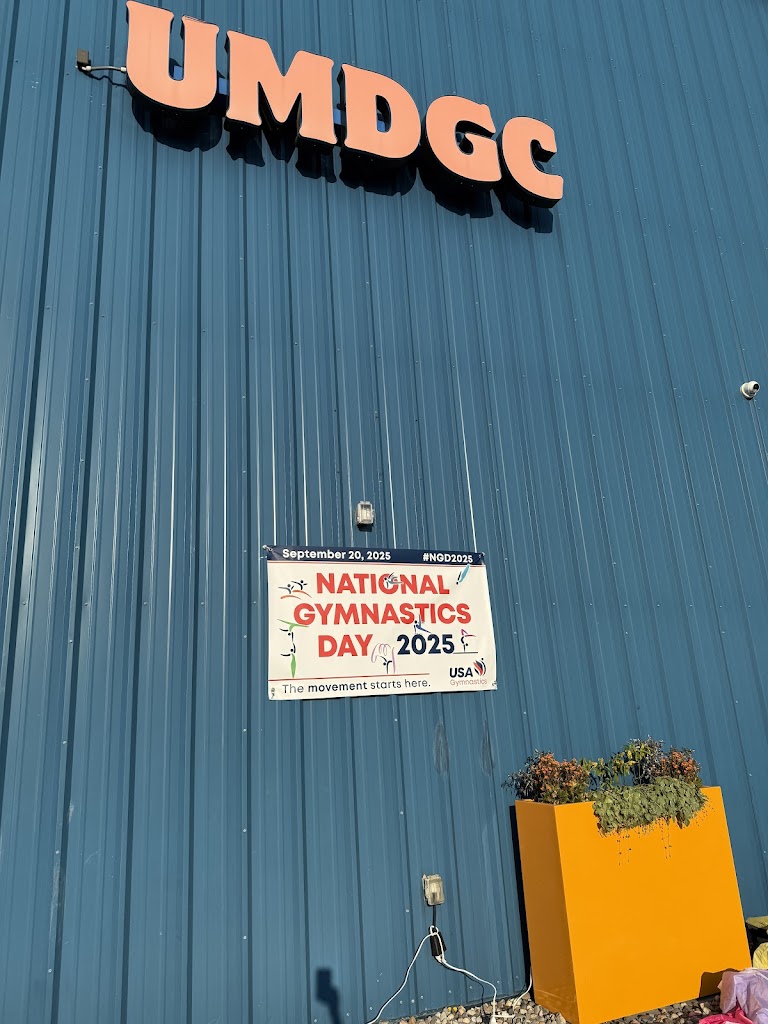 UMDGC
September 20, 2025 #NGD2025
NATIONAL
GYMNASTICS
DAY 2025
USA
Gymnastics
The movement starts here.